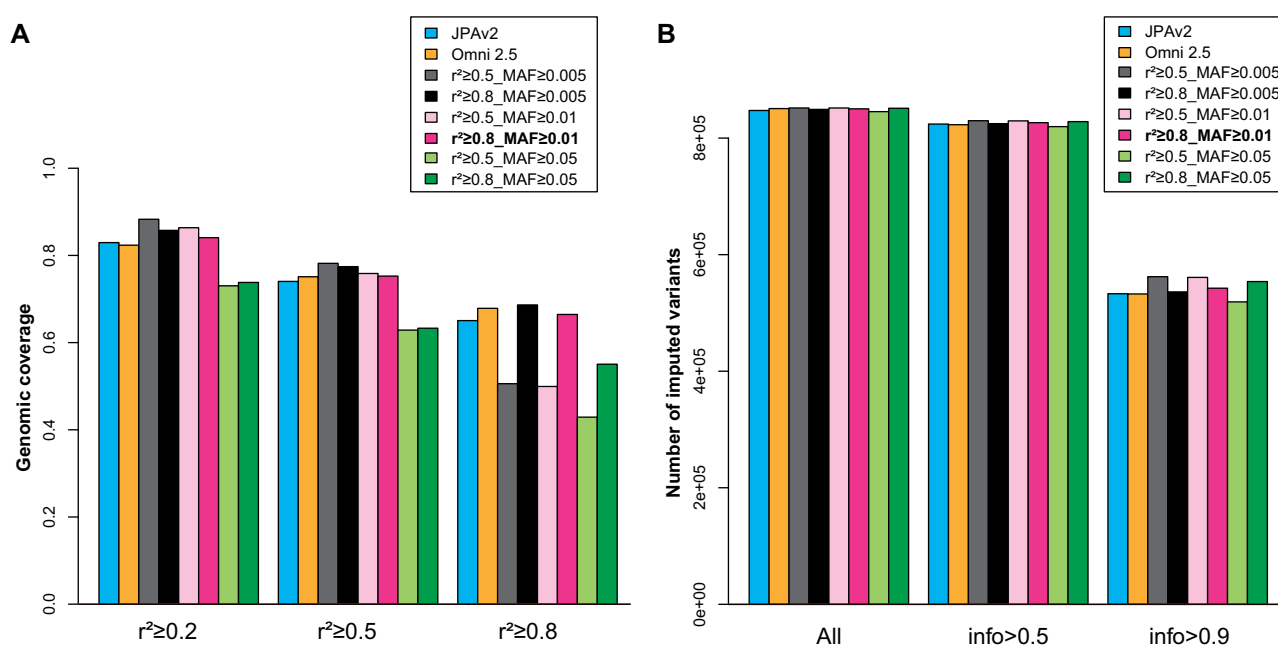 A
JPAv2
Omni 2.5
r²≥0.5_MAF≥0.005
r²≥0.8_MAF≥0.005
r²≥0.5_MAF≥0.01
r²≥0.8_MAF≥0.01
r²≥0.5_MAF≥0.05
r²≥0.8_MAF≥0.05
Genomic coverage
1.0
0.8
0.6
0.4
0.2
0.0
r²≥0.2
r²≥0.5
r²≥0.8
B
JPAv2
Omni 2.5
r²≥0.5_MAF≥0.005
r²≥0.8_MAF≥0.005
r²≥0.5_MAF≥0.01
r²≥0.8_MAF≥0.01
r²≥0.5_MAF≥0.05
r²≥0.8_MAF≥0.05
Number of imputed variants
8e+05
6e+05
4e+05
2e+05
0e+00
All
info>0.5
info>0.9